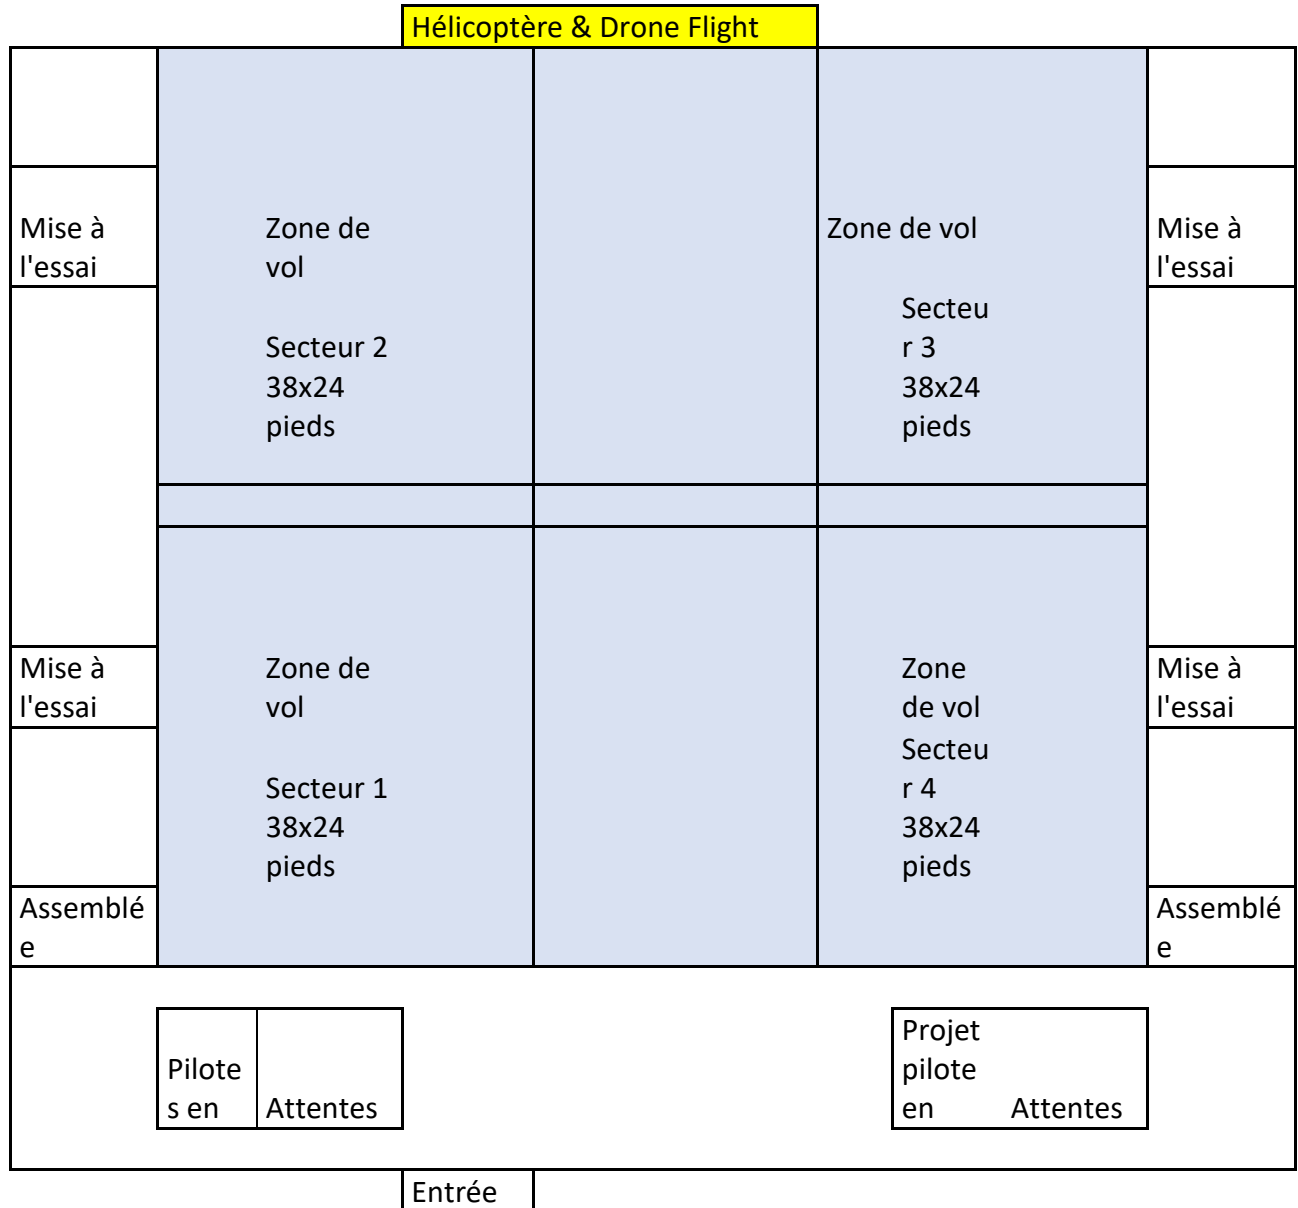 Hélicoptère & Drone Flight
Mise à
l'essai
Zone de
vol
Secteur 2
38x24
pieds
Zone de vol
Secteu
r 3
38x24
pieds
Mise à
l'essai
Mise à
l'essai
Zone de
vol
Secteur 1
38x24
pieds
Zone
de vol
Secteu
r 4
38x24
pieds
Mise à
l'essai
Assemblé
e
Assemblé
e
Pilote
s en
Attentes
Projet
pilote
en
Attentes
Entrée